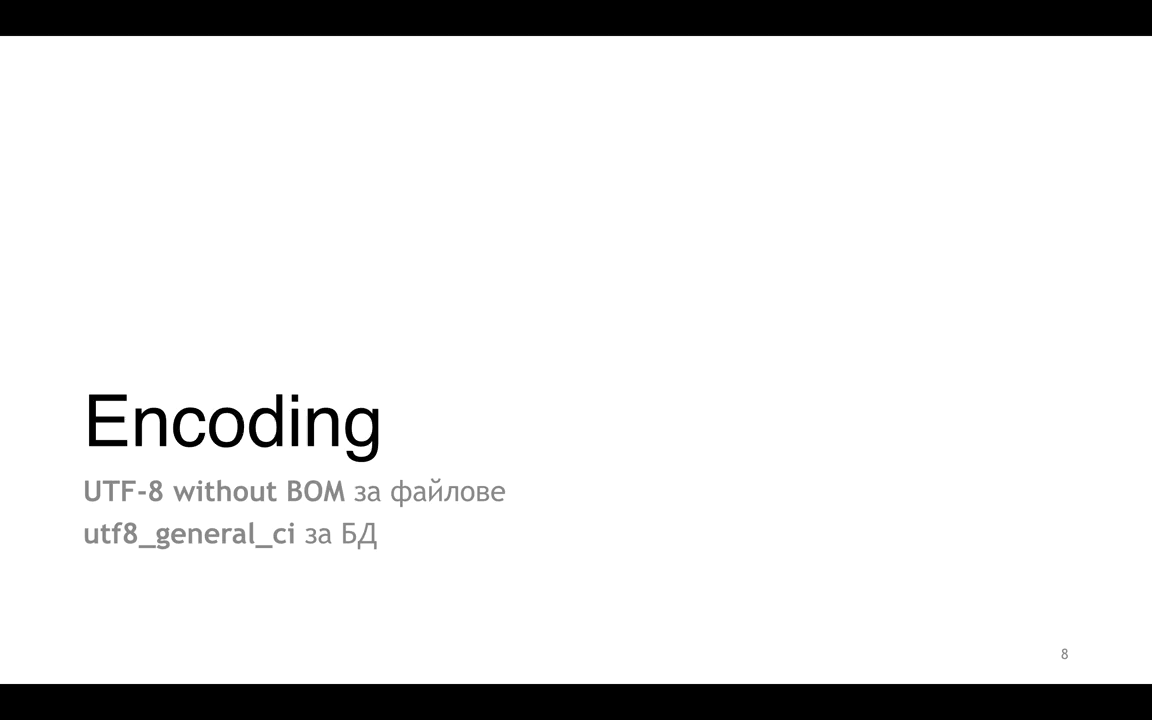 Encoding
UTF-8 without BOM за файлове
utf8_general_ci за БД
8